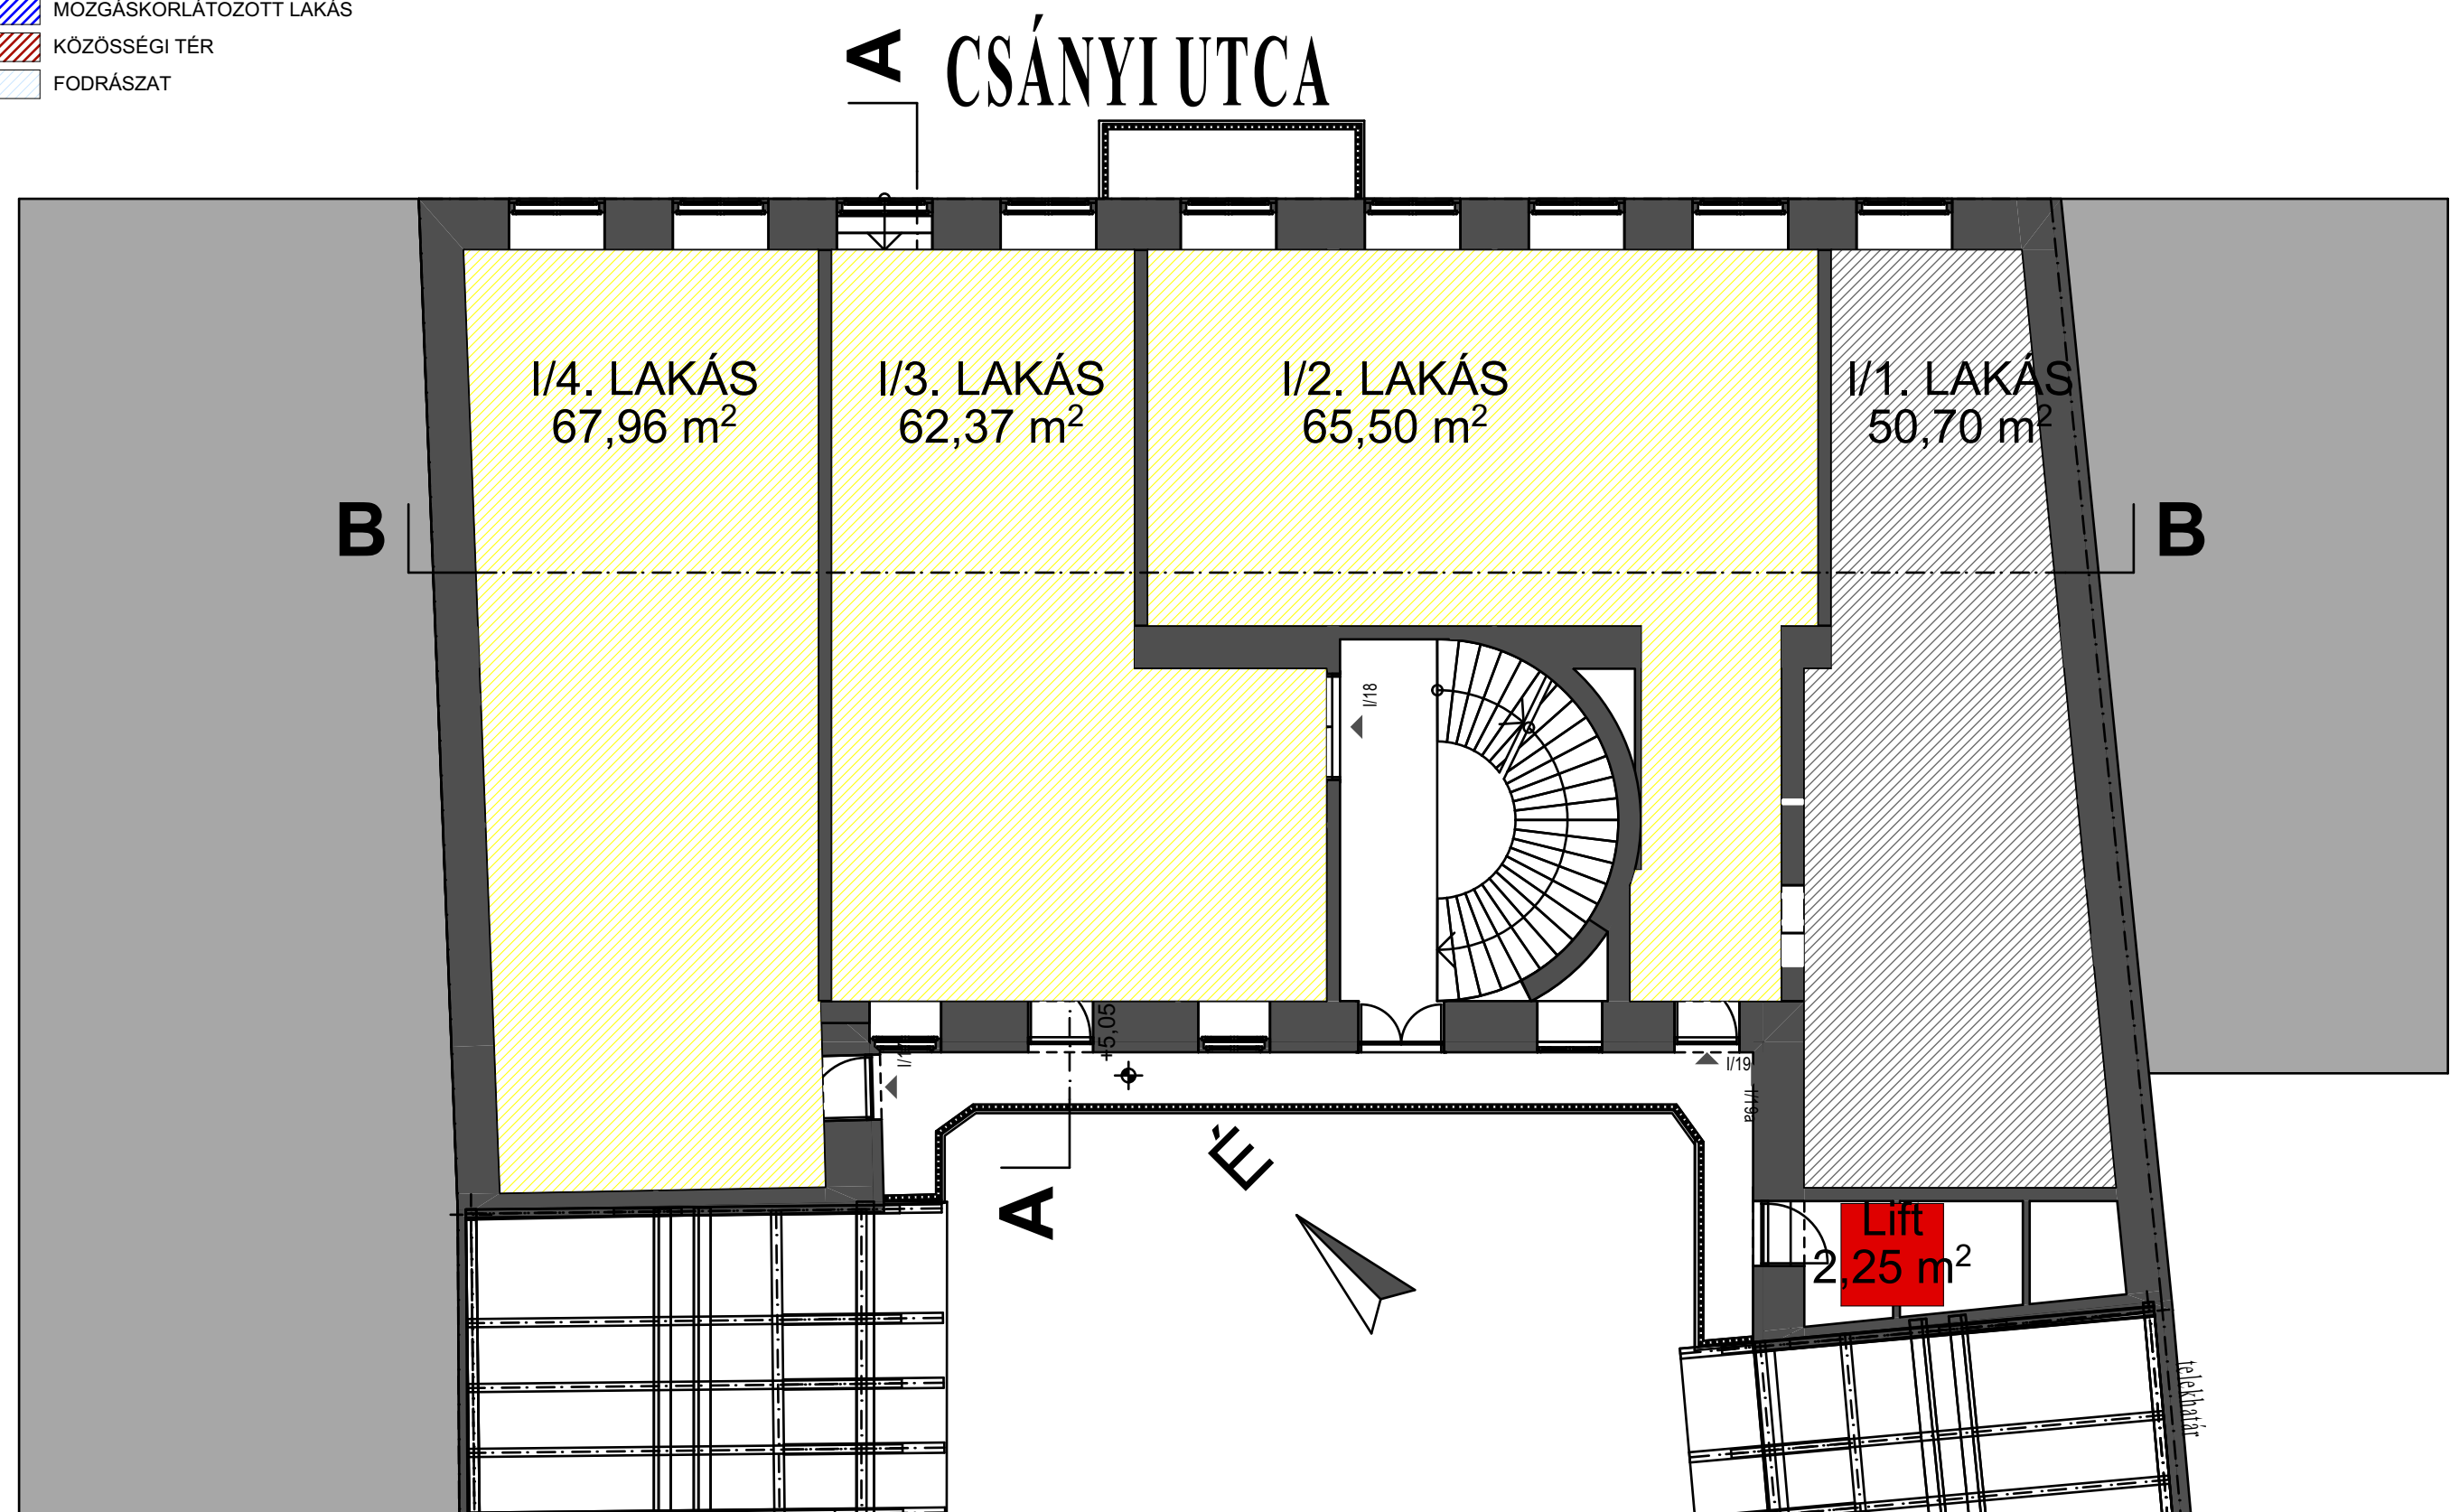 MOZGÁSKORLÁTOZOTT LAKÁS
KÖZÖSSÉGI TÉR
FODRÁSZAT
A
CSÁNYI UTCA
I/4. LAKÁS
67,96 m²
I/3. LAKÁS
62,37 m²
I/2. LAKÁS
65,50 m²
I/1. LAKÁS
50,70 m²
B
B
I/18
+5,05
I/19
I/19a
É
A
Lift
2,25 m²
telekhatár